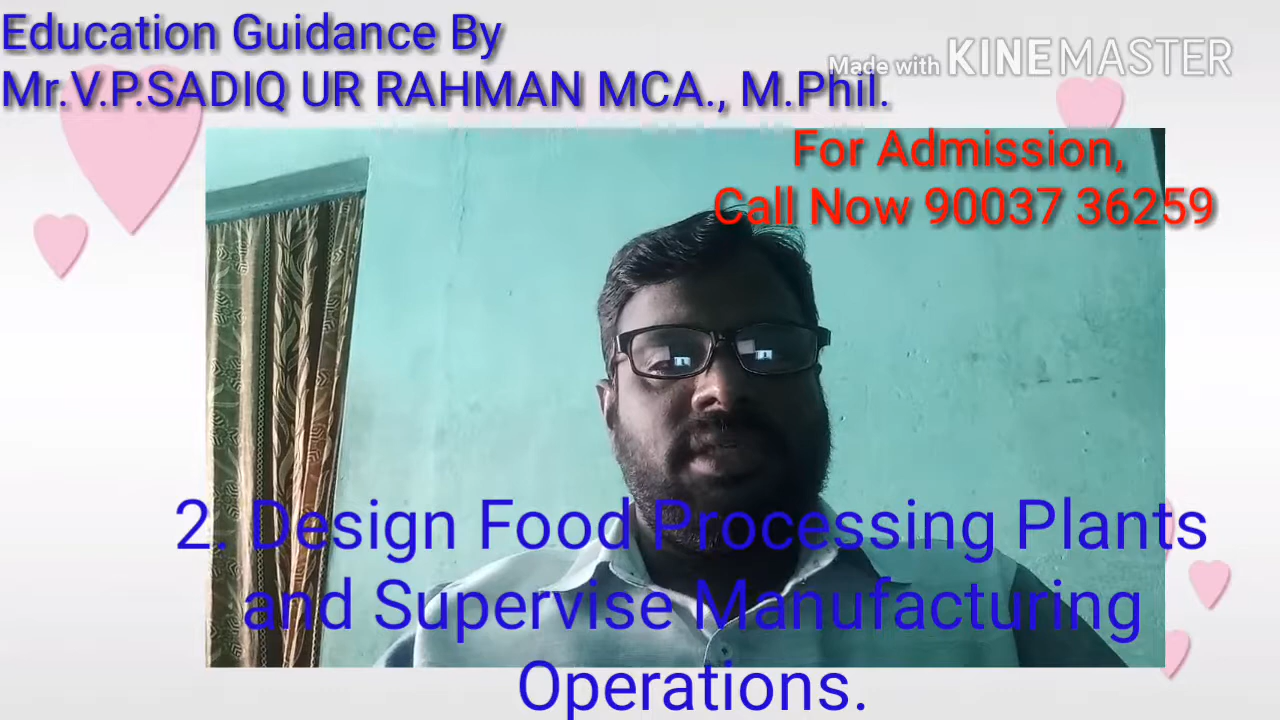 Education Guidance By
Mr.V.P.SADIQ UR RAHMAN MCA., M.Phil.
Made with KINEMASTER
For Admission,
Call Now 90037 36259
2. Design Food Processing Plants
and Supervise Manufacturing
Operations.